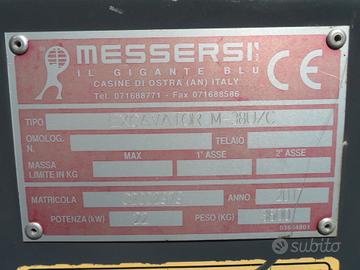 MESSERSI'
IL GIGANTE BLU
CASINE DI OSTRA (AN) ITALY
Tel. 071688771 - Fax 071688586
CE
TIPO EXCAVATOR M-38U/C
OMOLOG. N. TELAIO
MASSA LIMITE IN KG MAX 1° ASSE 2° ASSE
MATRICOLA ANNO
POTENZA (kW) 22 PESO (KG)
subito